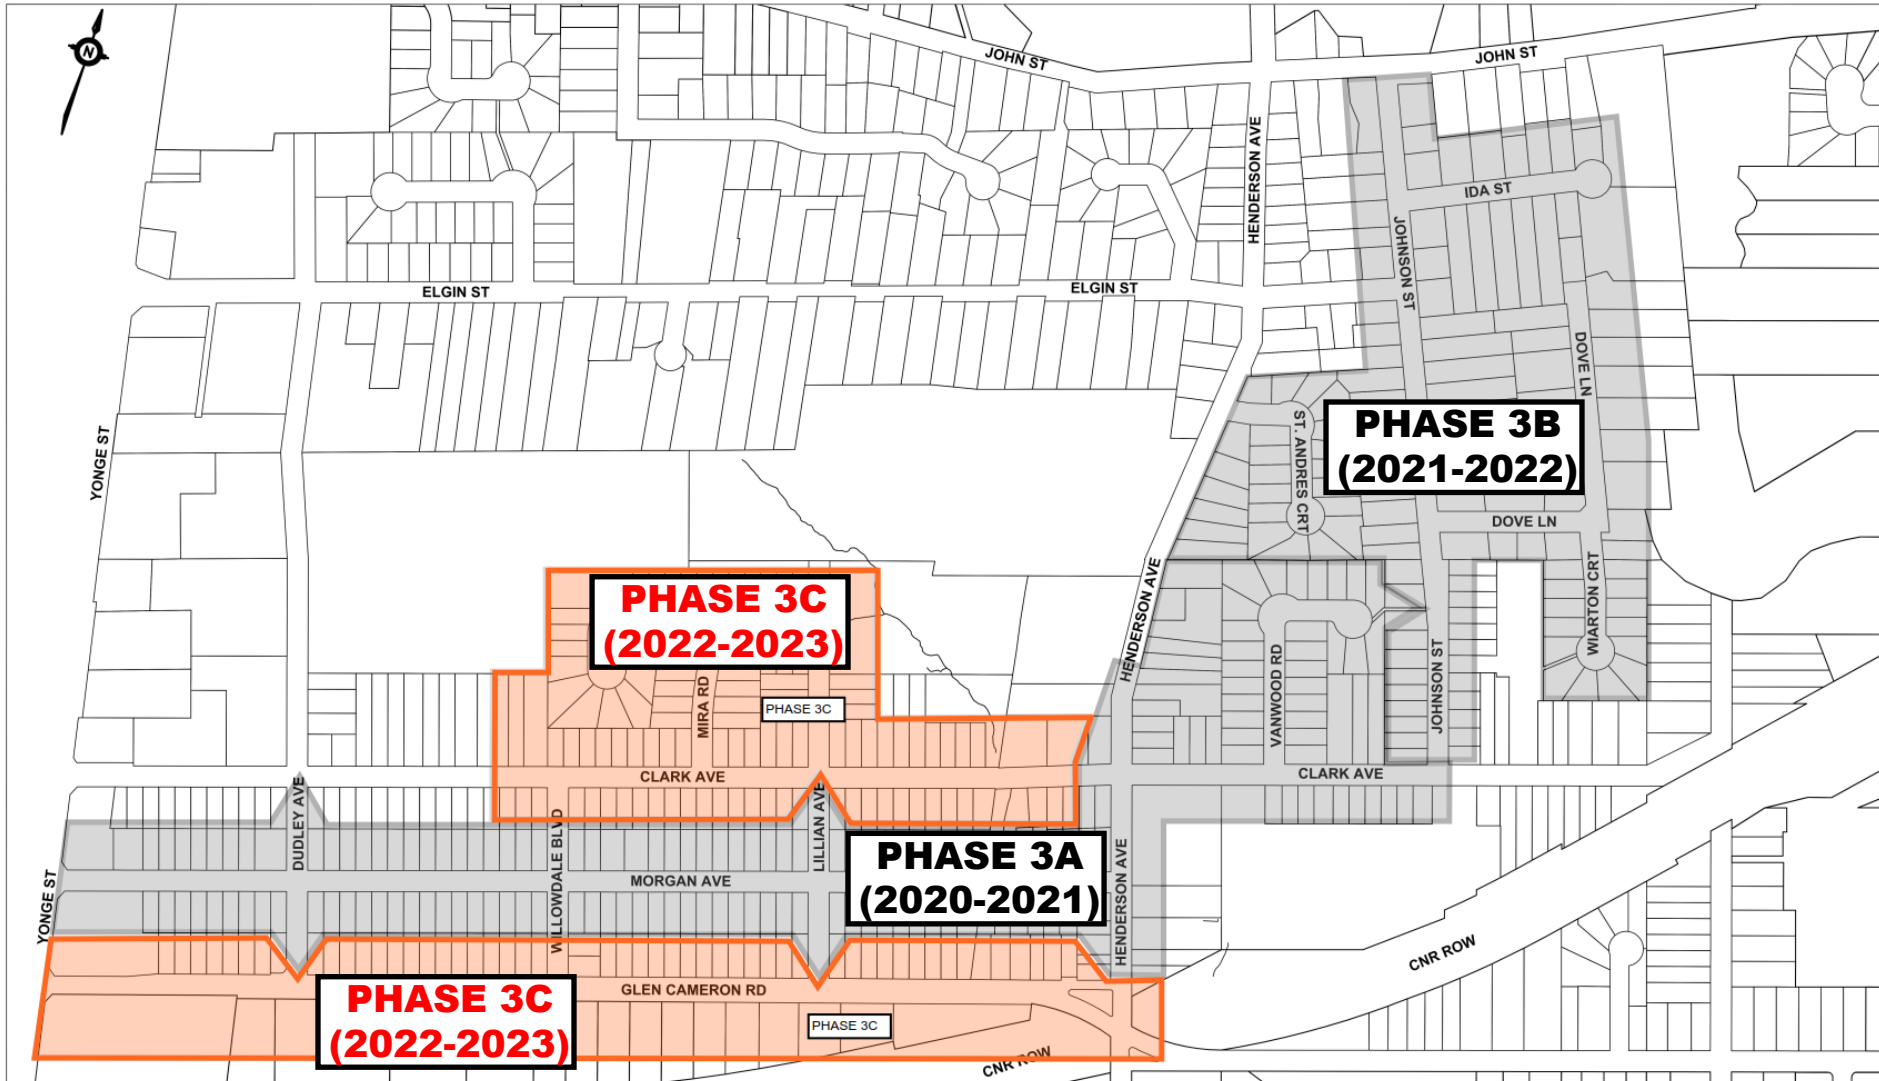 N
JOHN ST
JOHN ST
HENDERSON AVE
IDA ST
JOHNSON ST
ELGIN ST
ELGIN ST
DOVE LN
YONGE ST
ST. ANDRES CRT
PHASE 3B
(2021-2022)
DOVE LN
HENDERSON AVE
WIARTON CRT
PHASE 3C
(2022-2023)
MIRA RD
PHASE 3C
VANWOOD RD
JOHNSON ST
CLARK AVE
CLARK AVE
DUDLEY AVE
WILLOWDALE BLVD
LILLIAN AVE
PHASE 3A
(2020-2021)
MORGAN AVE
HENDERSON AVE
YONGE ST
CNR ROW
GLEN CAMERON RD
PHASE 3C
(2022-2023)
PHASE 3C
CNR ROW